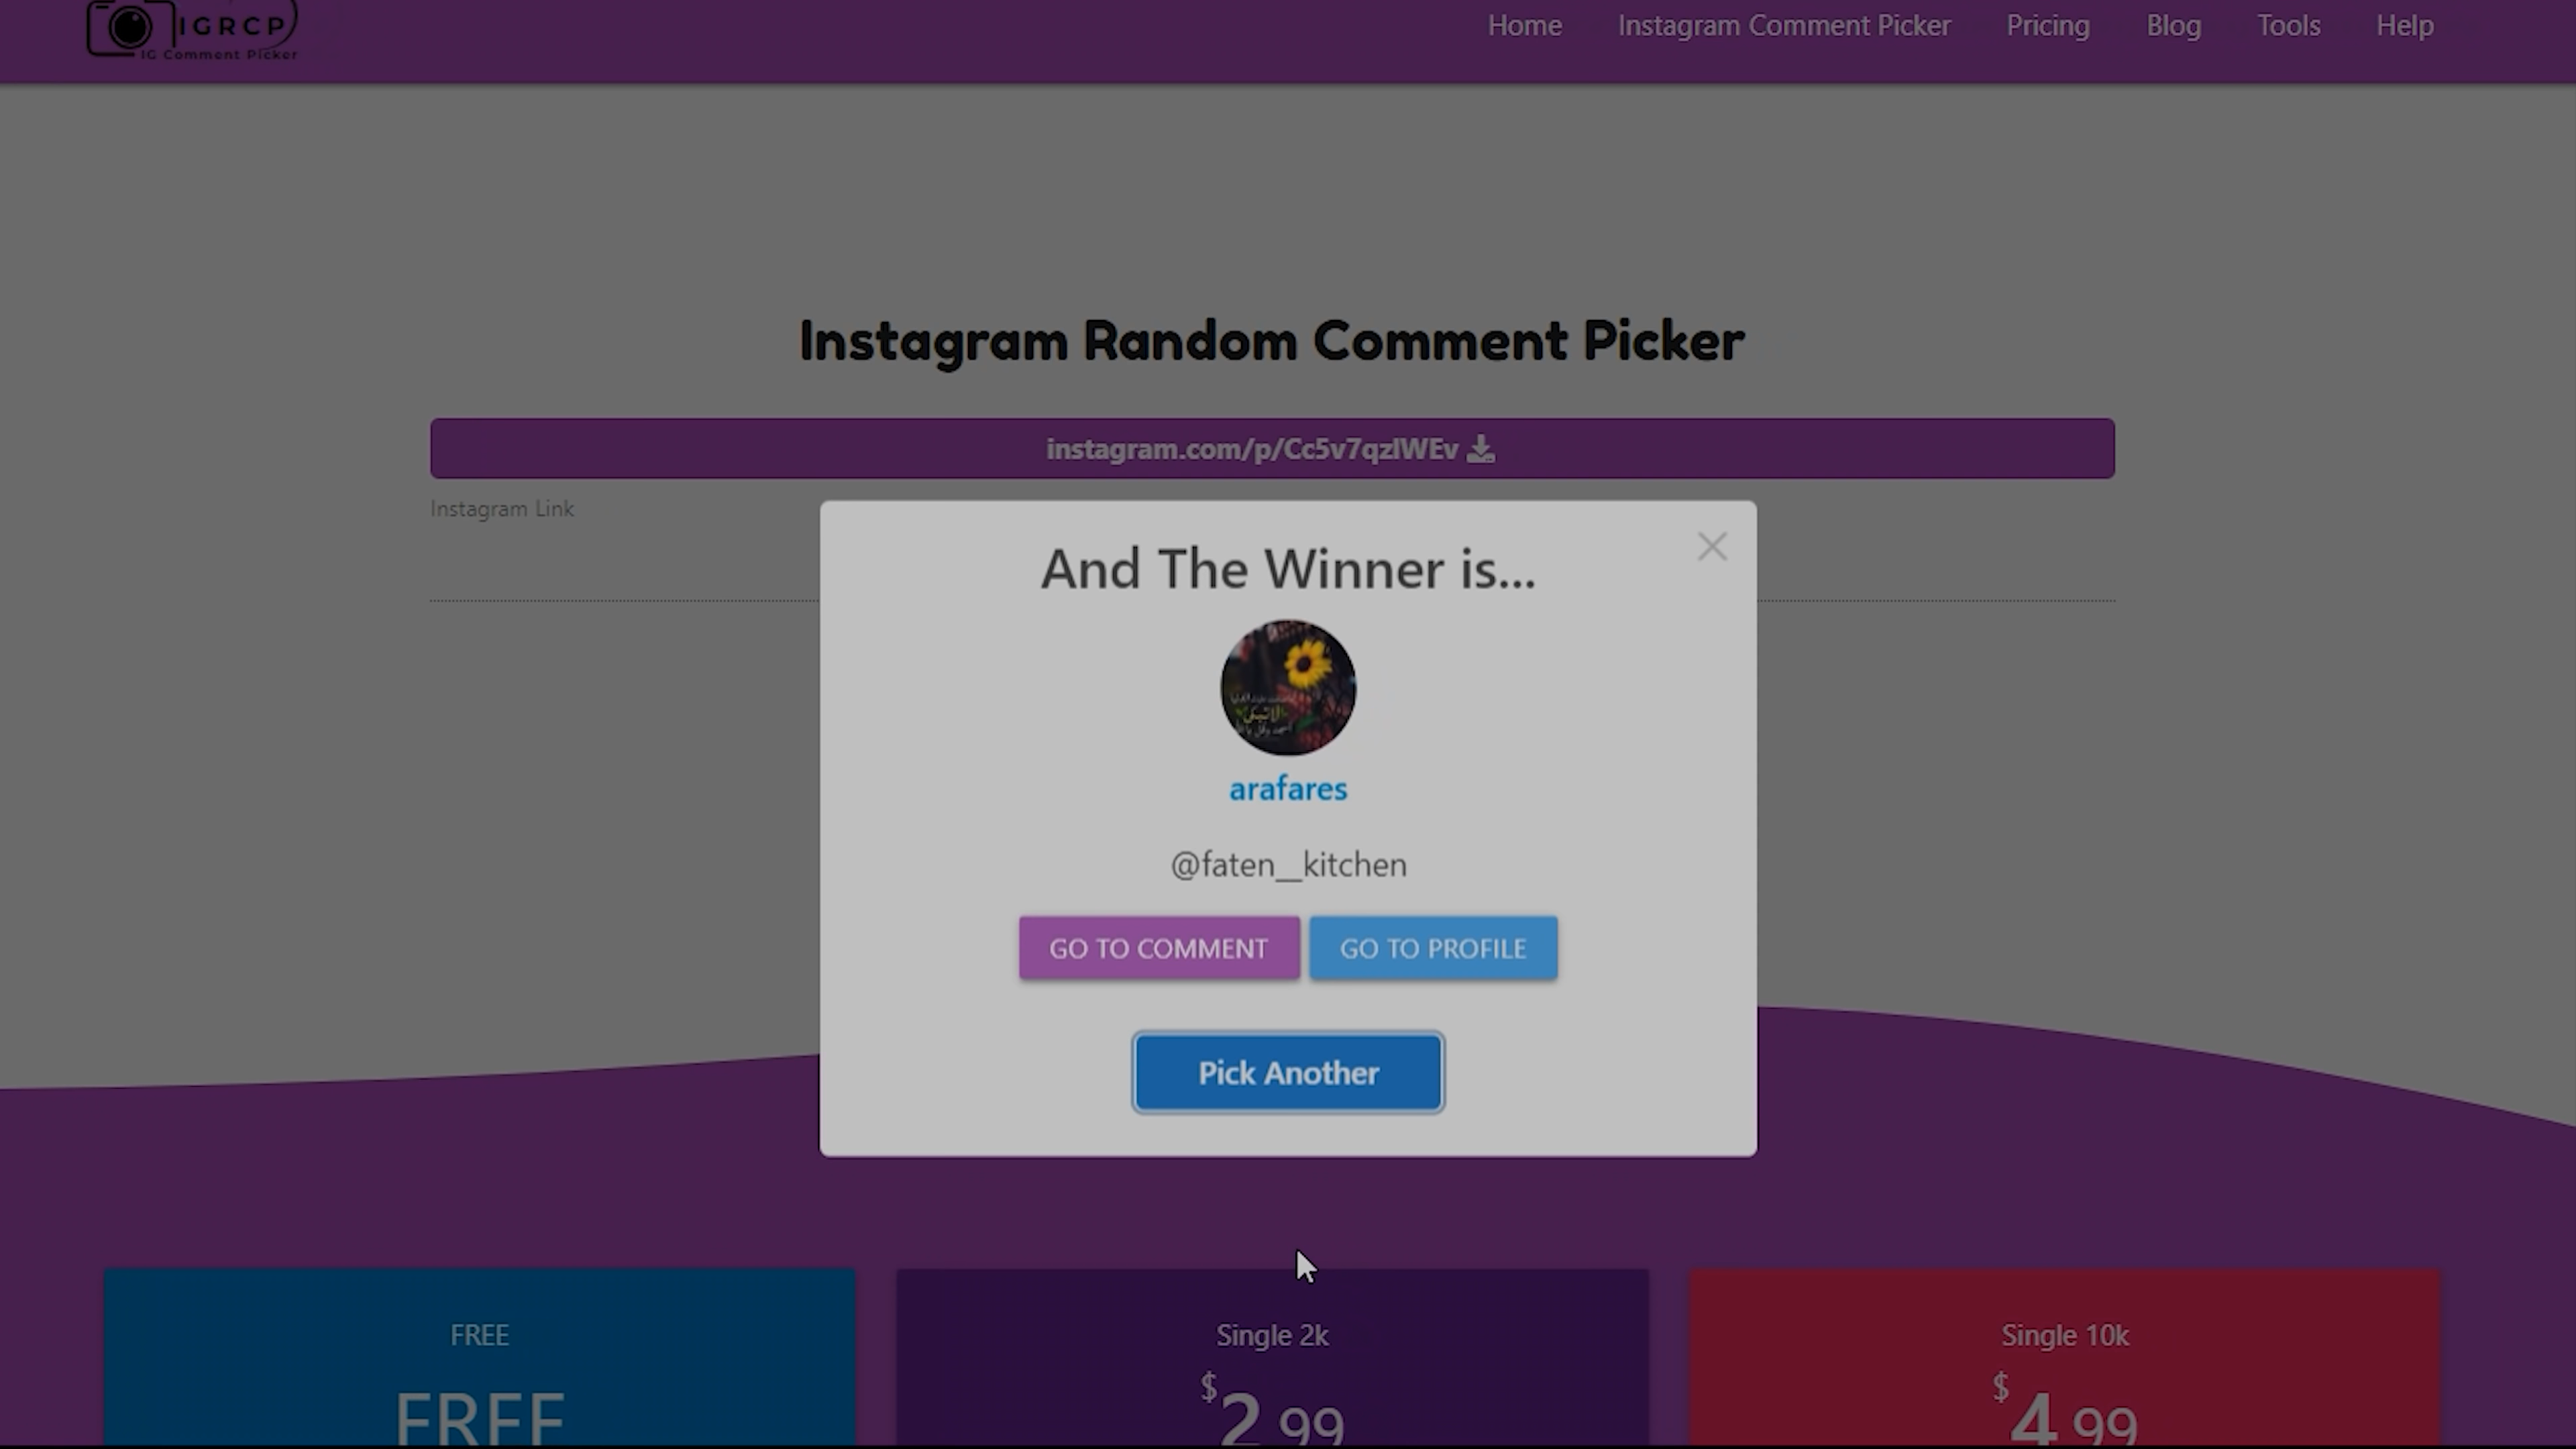 IGRCP
IG Comment Picker
Home
Instagram Comment Picker
Pricing
Blog
Tools
Help
Instagram Random Comment Picker
instagram.com/p/Cc5v7qzIWEv
Instagram Link
And The Winner is...
arafares
@faten__kitchen
GO TO COMMENT
GO TO PROFILE
Pick Another
FREE
FREE
Single 2k
$2.99
Single 10k
$4.99